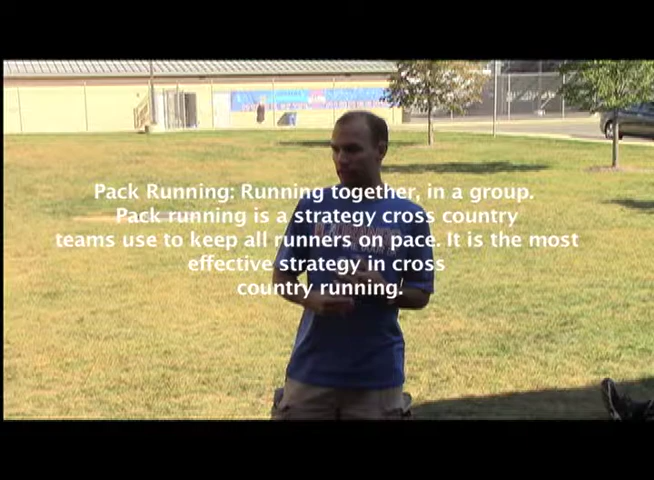 Pack Running: Running together, in a group.
Pack running is a strategy cross country
teams use to keep all runners on pace. It is the most
effective strategy in cross
country running.